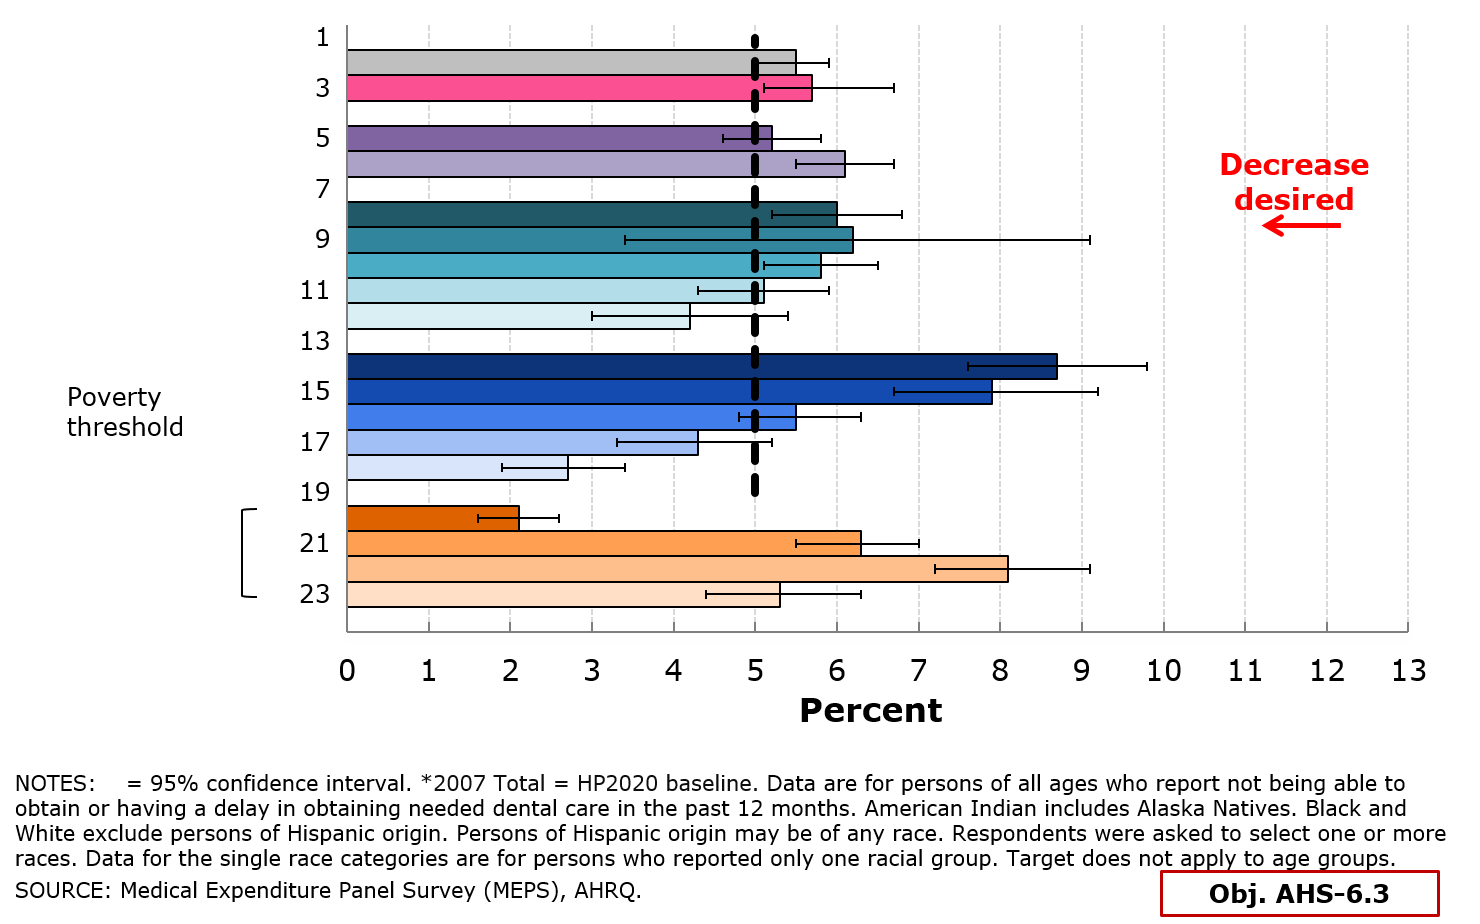 1
3
5
7
9
11
13
15
17
19
21
23
Decrease
desired
Poverty
threshold
0 1 2 3 4 5 6 7 8 9 10 11 12 13
Percent
NOTES: = 95% confidence interval. *2007 Total = HP2020 baseline. Data are for persons of all ages who report not being able to
obtain or having a delay in obtaining needed dental care in the past 12 months. American Indian includes Alaska Natives. Black and
White exclude persons of Hispanic origin. Persons of Hispanic origin may be of any race. Respondents were asked to select one or more
races. Data for the single race categories are for persons who reported only one racial group. Target does not apply to age groups.
SOURCE: Medical Expenditure Panel Survey (MEPS), AHRQ.
Obj. AHS–6.3